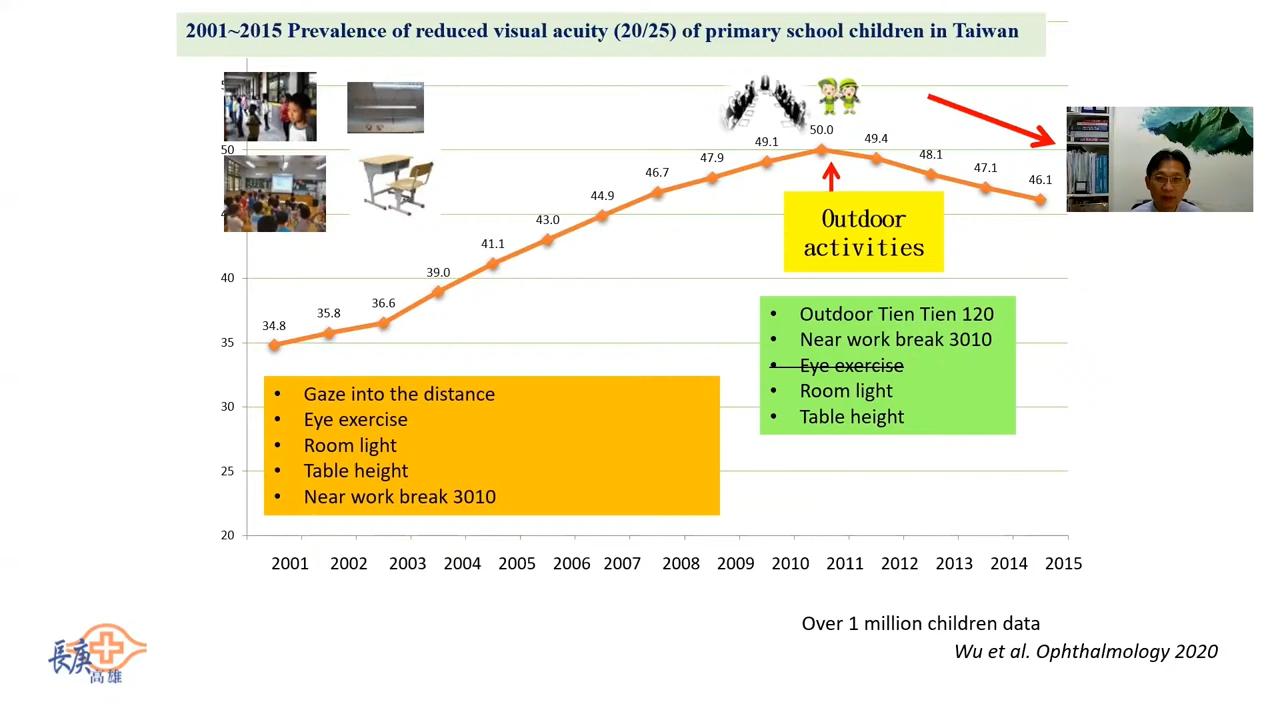 2001~2015 Prevalence of reduced visual acuity (20/25) of primary school children in Taiwan
50
40
35
30
25
20
34.8
35.8
36.6
39.0
41.1
43.0
44.9
46.7
47.9
49.1
50.0
49.4
48.1
47.1
46.1
Outdoor
activities
• Outdoor Tien Tien 120
• Near work break 3010
• Eye exercise
• Room light
• Table height
• Gaze into the distance
• Eye exercise
• Room light
• Table height
• Near work break 3010
2001 2002 2003 2004 2005 2006 2007 2008 2009 2010 2011 2012 2013 2014 2015
Over 1 million children data
Wu et al. Ophthalmology 2020
長庚
高雄